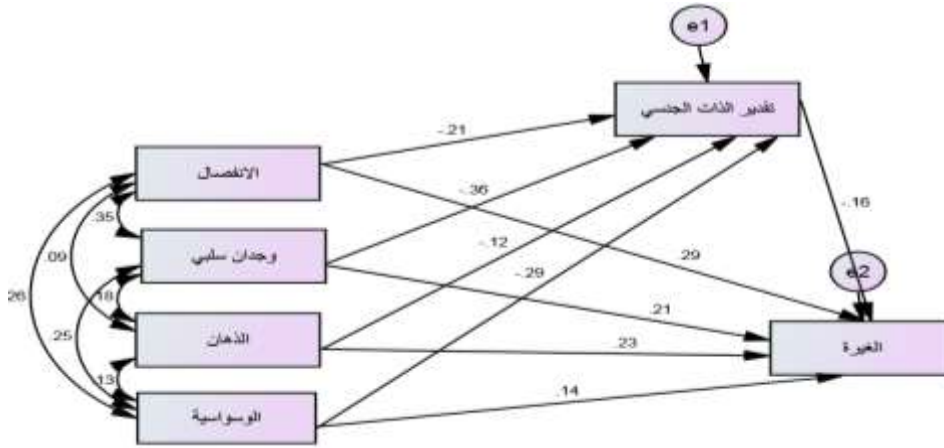 e1
تقدير الذات الجنسي
-.21
الانفصال
-.36
-.16
.35
-.12
.09
وجدان سلبي
-.29
.29
e2
.26
.18
.21
.25
الذهان
.23
الغيرة
.13
.14
الوسواسية